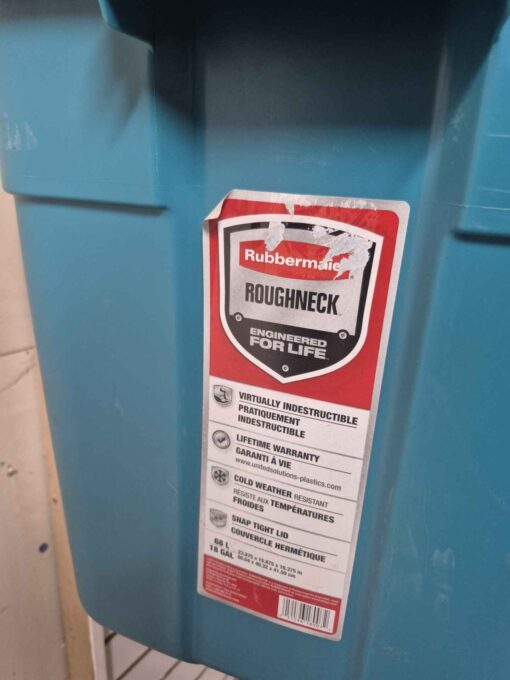 Rubbermaid
ROUGHNECK
ENGINEERED
FOR LIFE
VIRTUALLY INDESTRUCTIBLE
PRATIQUEMENT
INDESTRUCTIBLE
LIFETIME WARRANTY
GARANTI À VIE
www.unitedsolutions-plastics.com
COLD WEATHER RESISTANT
RÉSISTE AUX TEMPÉRATURES
FROIDES
SNAP TIGHT LID
COUVERCLE HERMÉTIQUE
68 L
18 GAL